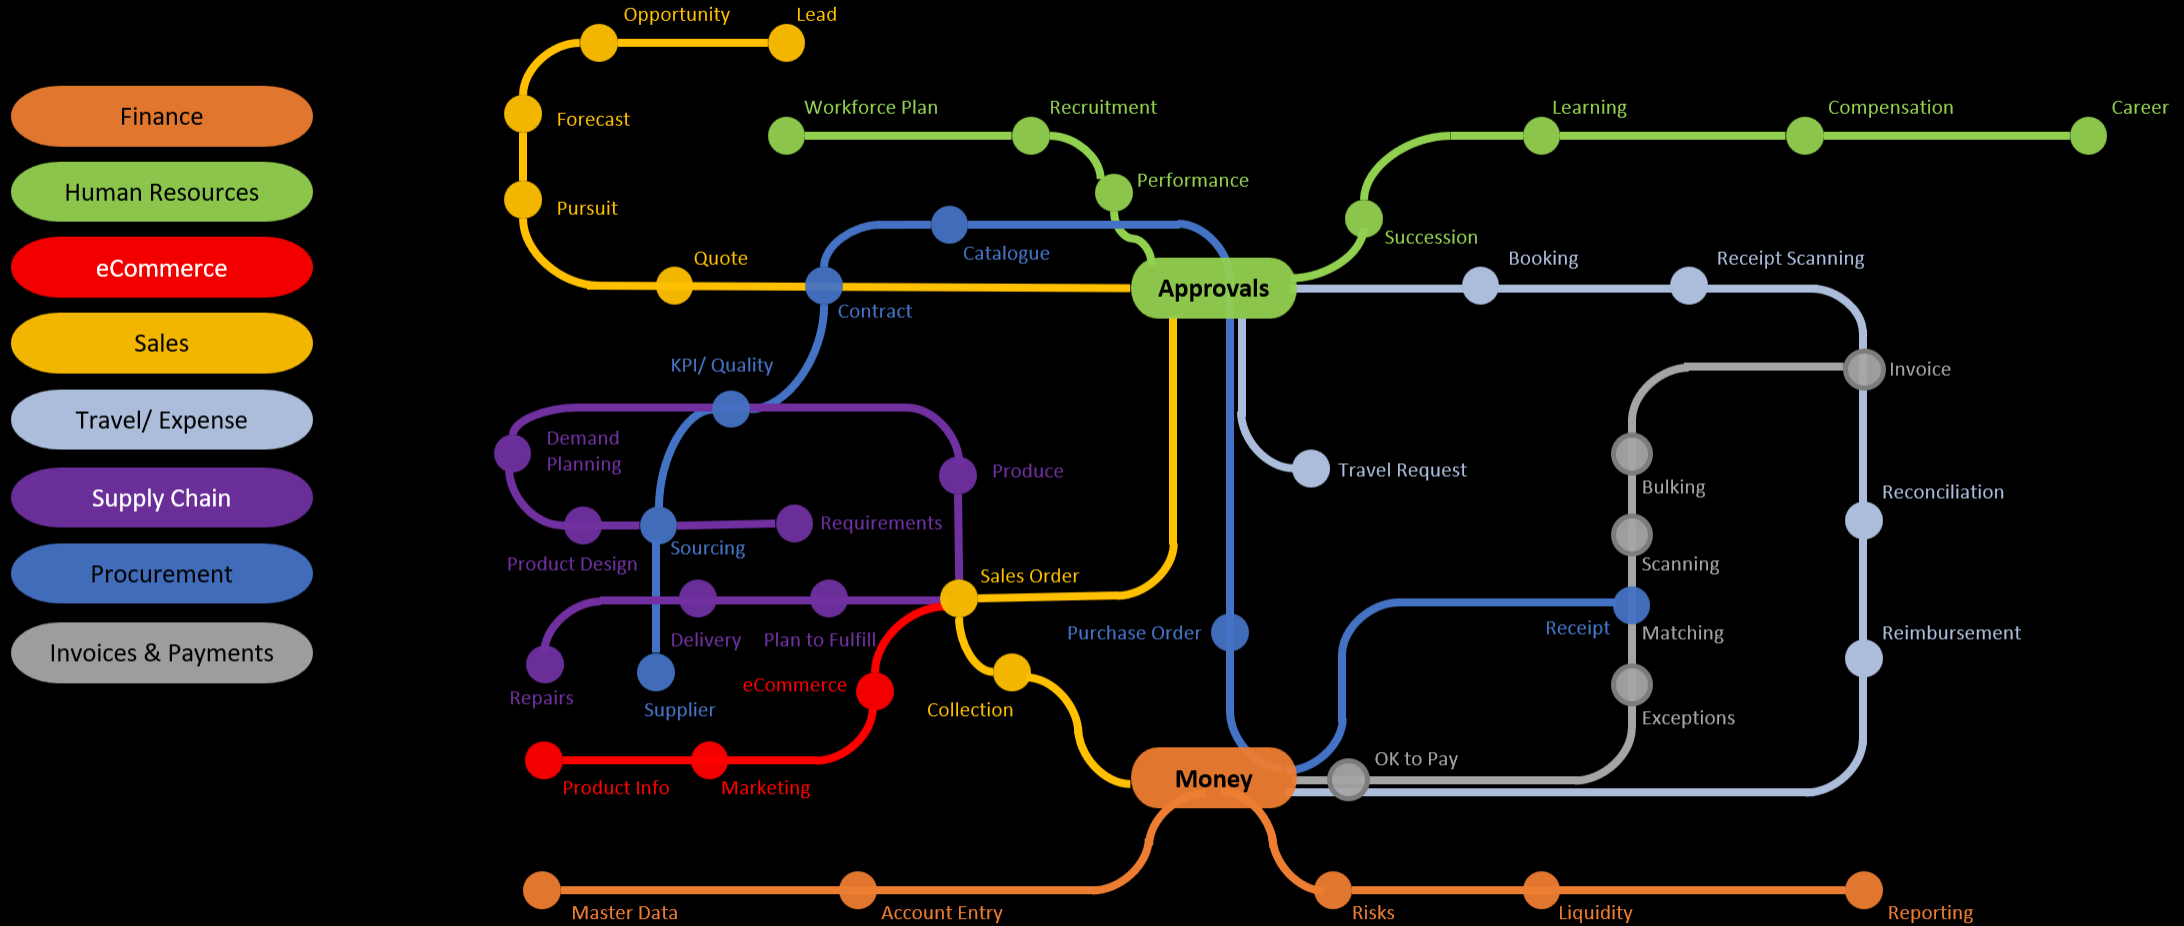 Finance
Human Resources
eCommerce
Sales
Travel/ Expense
Supply Chain
Procurement
Invoices & Payments
Opportunity
Lead
Forecast
Pursuit
Quote
Workforce Plan
Recruitment
Performance
Learning
Compensation
Career
Succession
Catalogue
Contract
Approvals
Booking
Receipt Scanning
KPI/ Quality
Invoice
Demand
Planning
Produce
Travel Request
Bulking
Reconciliation
Requirements
Sourcing
Product Design
Scanning
Sales Order
Delivery
Plan to Fulfill
Purchase Order
Receipt
Matching
Reimbursement
Repairs
Supplier
eCommerce
Collection
Exceptions
Product Info
Marketing
Money
OK to Pay
Master Data
Account Entry
Risks
Liquidity
Reporting